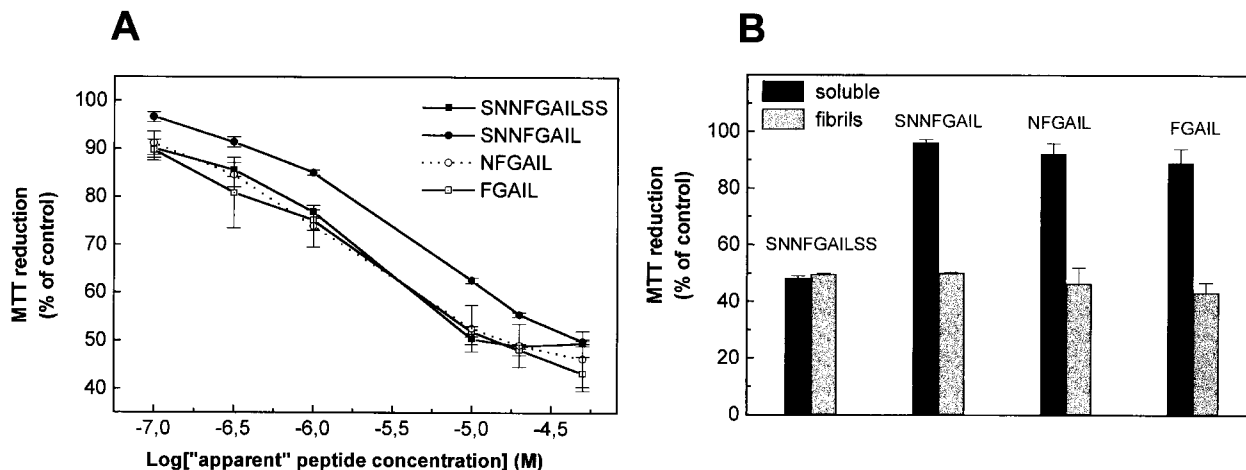 A
MTT reduction
(% of control)
100
90
80
70
60
50
40
SNNFGAILSS
SNNFGAIL
NFGAIL
FGAIL
-7,0
-6,5
-6,0
-5,5
-5,0
-4,5
Log["apparent" peptide concentration] (M)
B
MTT reduction
(% of control)
100
80
60
40
20
0
soluble
fibrils
SNNFGAILSS
SNNFGAIL
NFGAIL
FGAIL